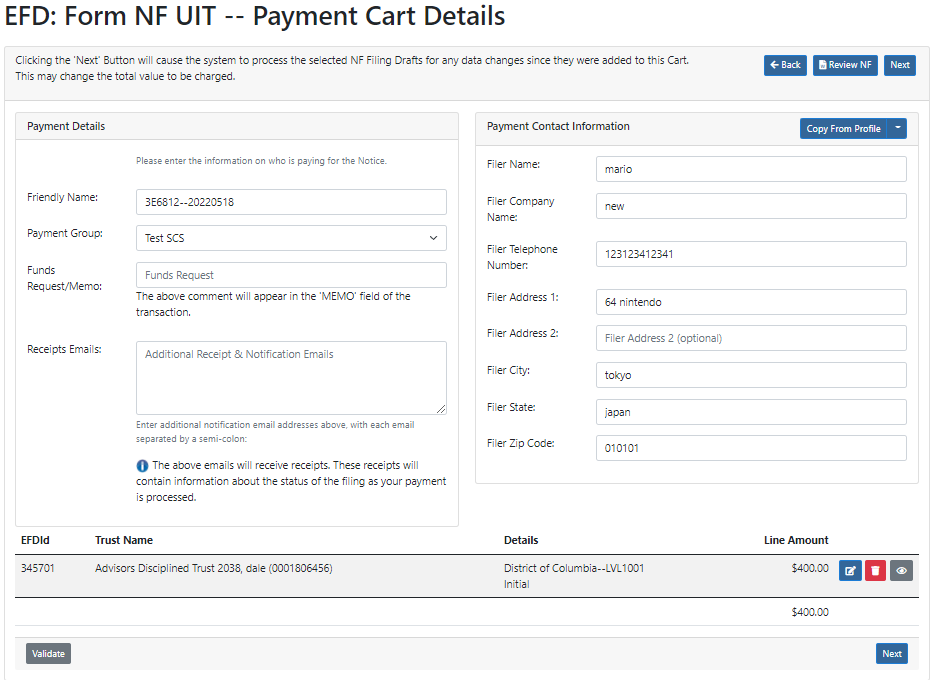 EFD: Form NF UIT -- Payment Cart Details
Clicking the 'Next' Button will cause the system to process the selected NF Filing Drafts for any data changes since they were added to this Cart.
This may change the total value to be charged.
Back
Review NF
Next
Payment Details
Please enter the information on who is paying for the Notice.
Friendly Name:
3E6812--20220518
Payment Group:
Test SCS
Funds
Request/Memo:
Funds Request
The above comment will appear in the 'MEMO' field of the
transaction.
Receipts Emails:
Additional Receipt & Notification Emails
Enter additional notification email addresses above, with each email
separated by a semi-colon:
The above emails will receive receipts. These receipts will
contain information about the status of the filing as your payment
is processed.
Payment Contact Information
Copy From Profile
Filer Name:
mario
Filer Company
Name:
new
Filer Telephone
Number:
123123412341
Filer Address 1:
64 nintendo
Filer Address 2:
Filer Address 2 (optional)
Filer City:
tokyo
Filer State:
japan
Filer Zip Code:
010101
EFDId Trust Name Details Line Amount
345701 Advisors Disciplined Trust 2038, dale (0001806456) District of Columbia--LVL1001 $400.00
Initial
$400.00
Validate
Next